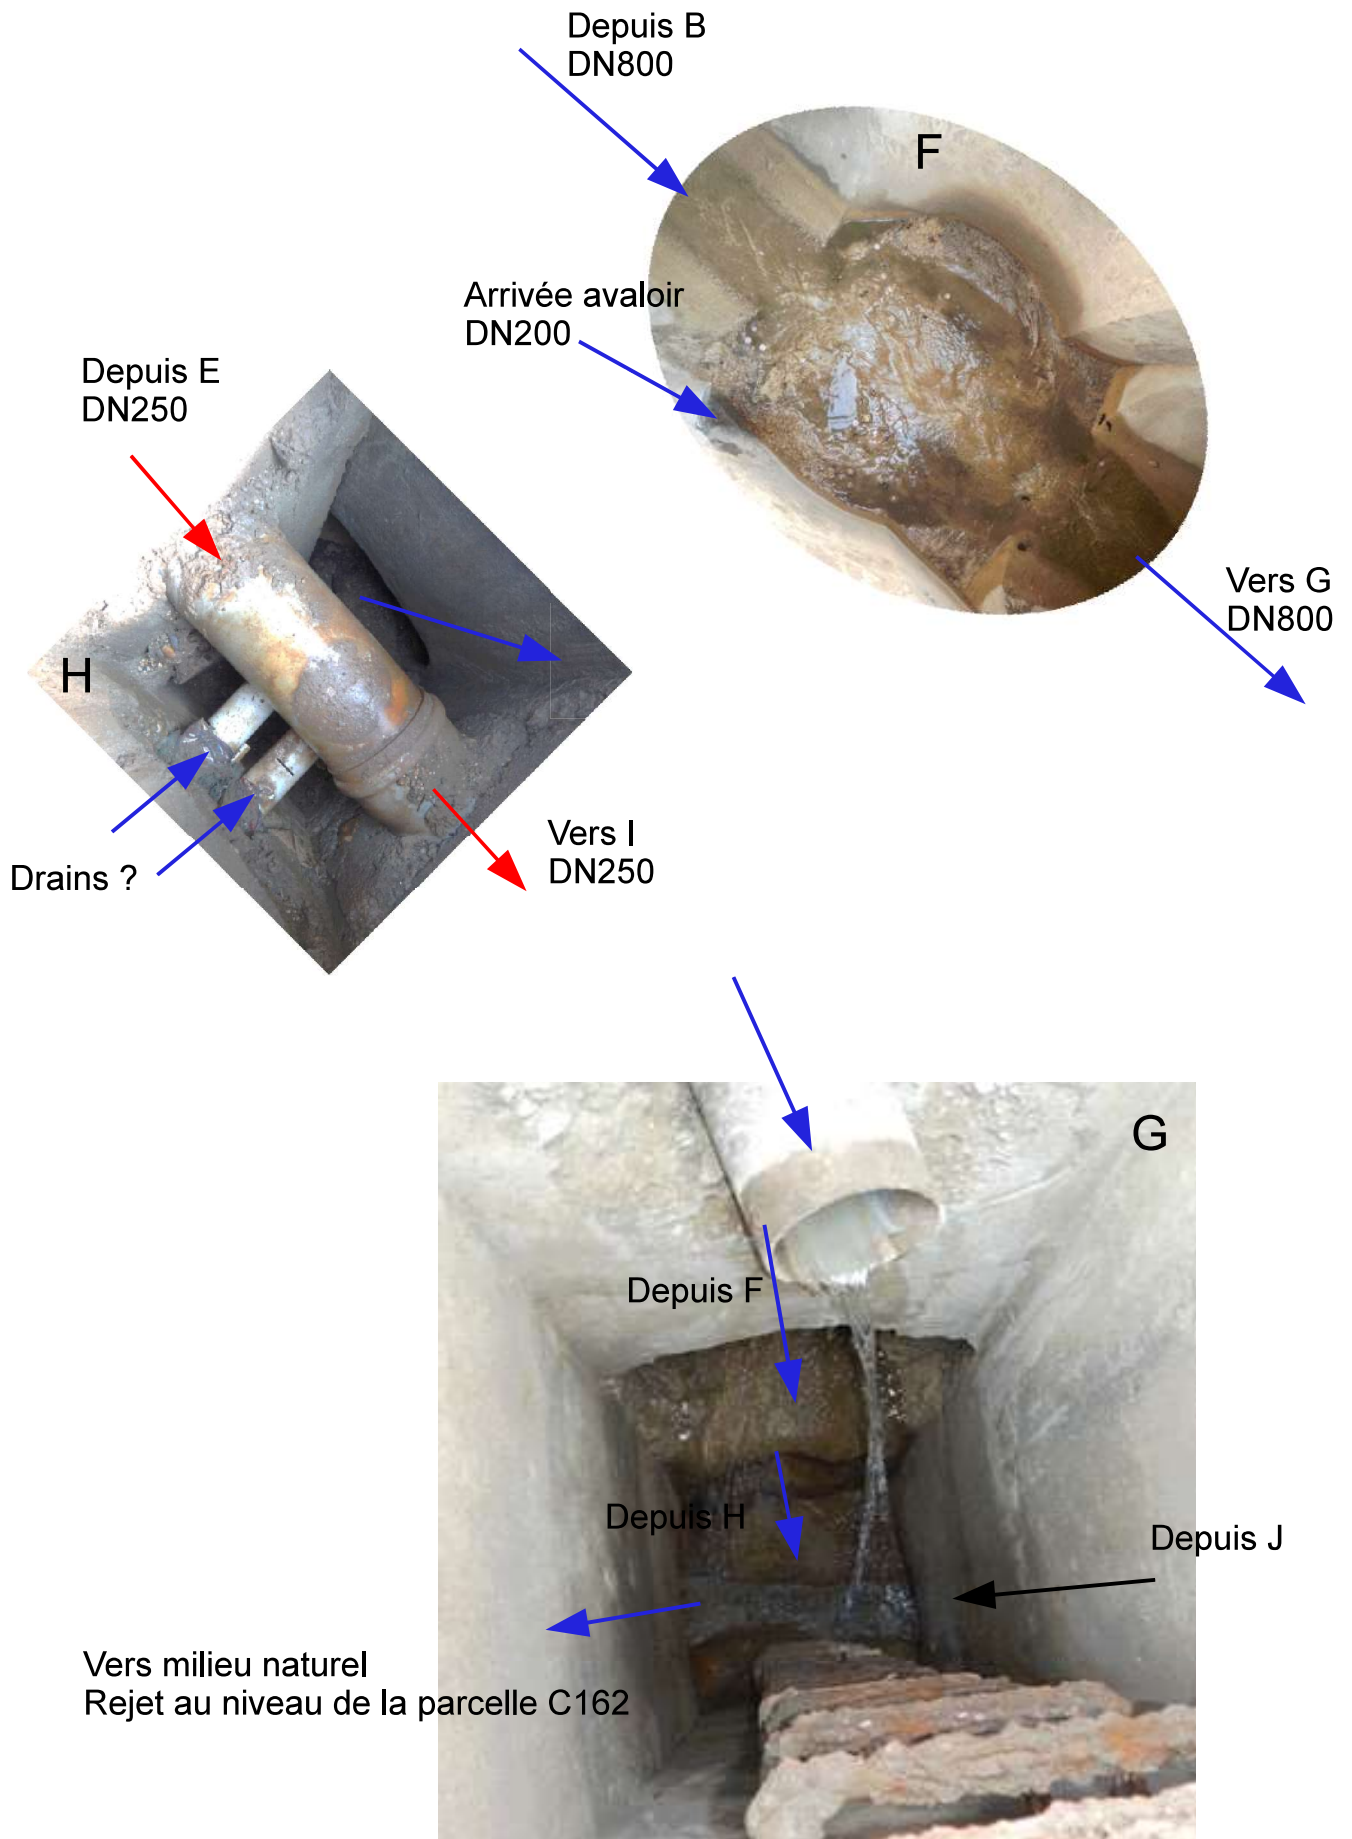 Depuis B
DN800
F
Arrivée avaloir
DN200
Depuis E
DN250
Vers G
DN800
H
Vers I
DN250
Drains ?
G
Depuis F
Depuis H
Depuis J
Vers milieu naturel
Rejet au niveau de la parcelle C162